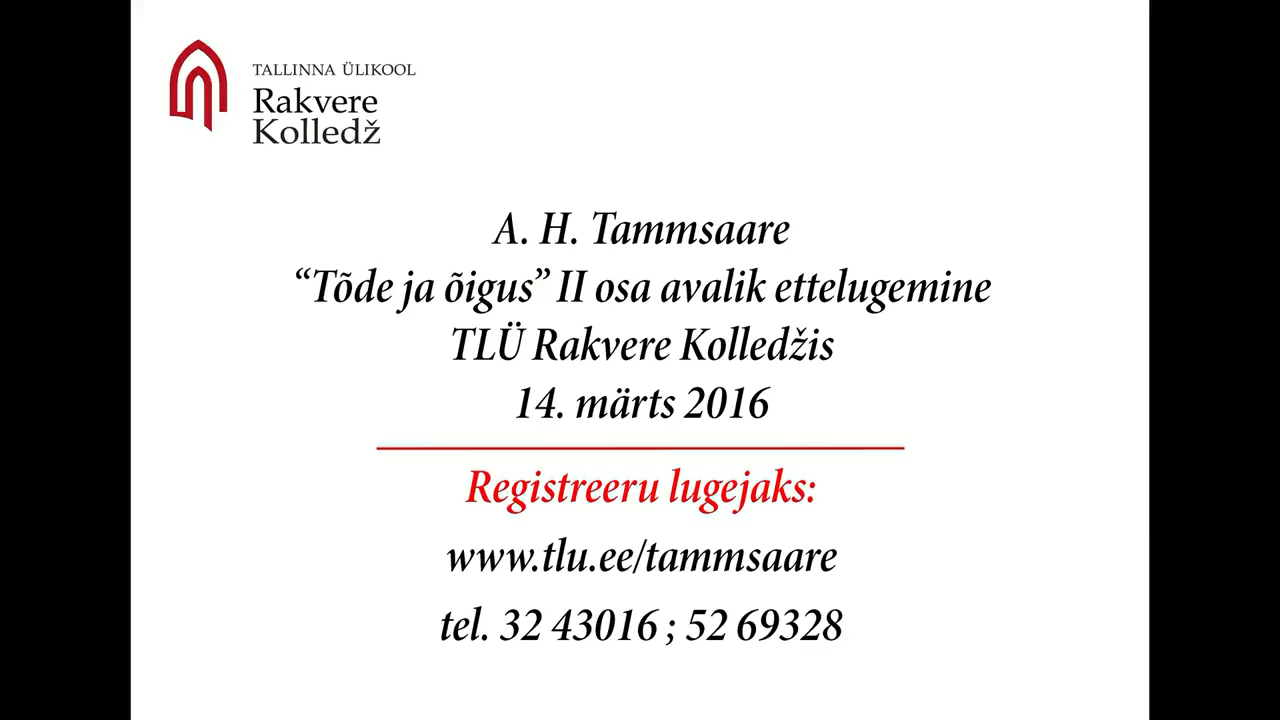 TALLINNA ÜLIKOOL
Rakvere
Kolledž
A. H. Tammsaare
“Tõde ja õigus” II osa avalik ettelugemine
TLÜ Rakvere Kolledžis
14. märts 2016
Registreeru lugejaks:
www.tlu.ee/tammsaare
tel. 32 43016 ; 52 69328